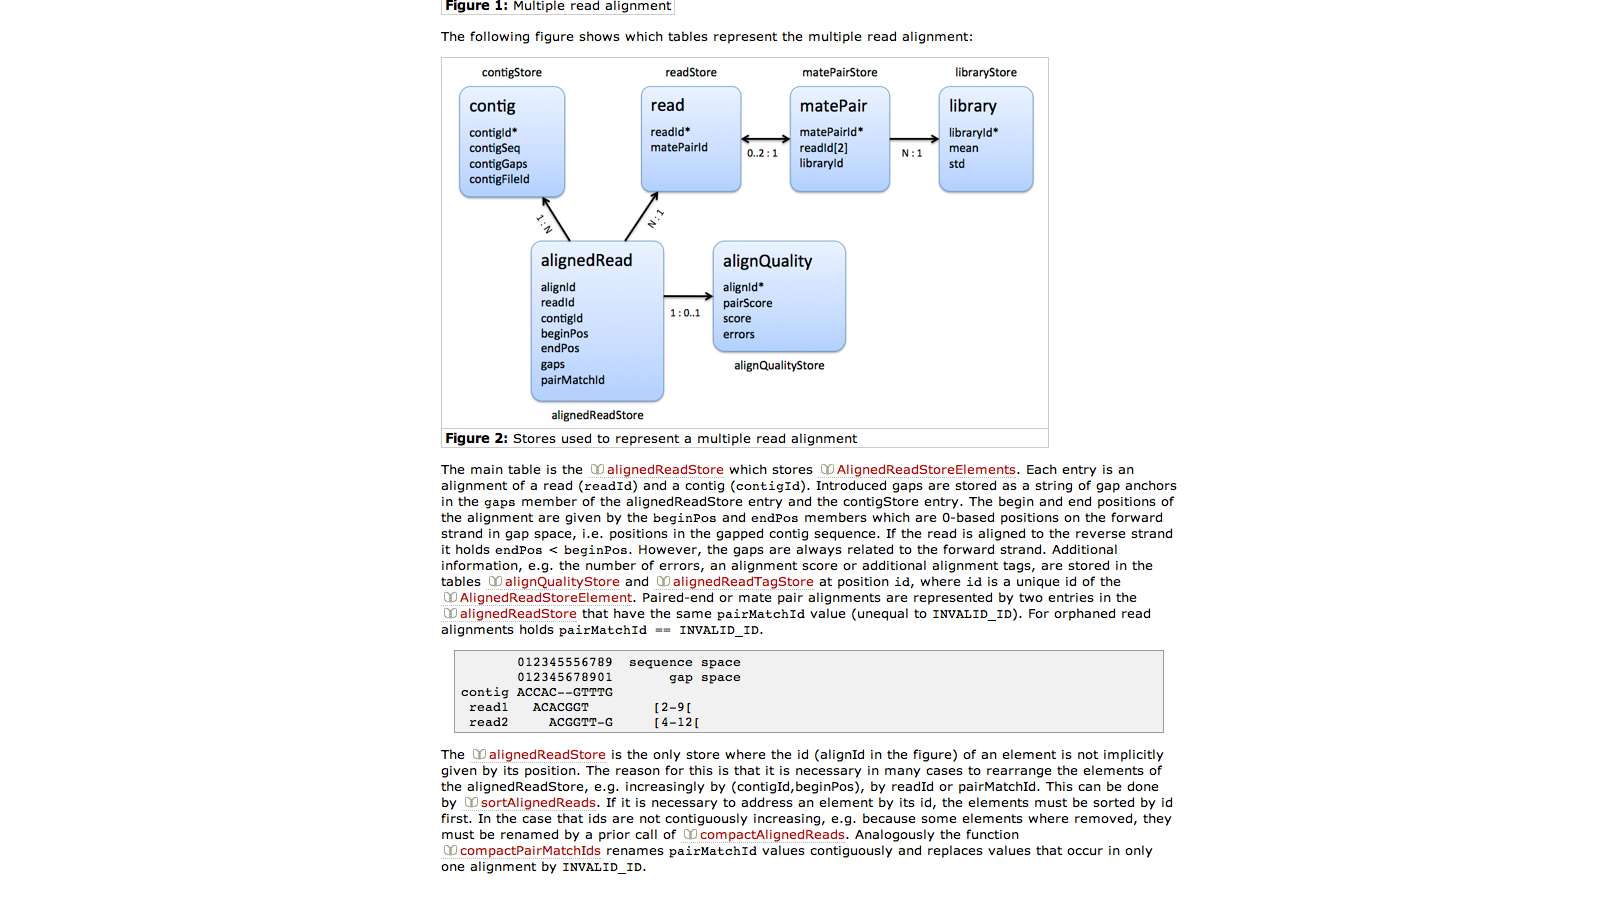 Figure 1: Multiple read alignment
The following figure shows which tables represent the multiple read alignment:
contigStore readStore matePairStore libraryStore
contig
contigId*
contigSeq
contigGaps
contigFileId
read
readId*
matePairId
0..2 : 1
matePair
matePairId*
readId[2]
libraryId
N : 1
library
libraryId*
mean
std
1 : N
N : 1
alignedRead
alignId
readId
contigId
beginPos
endPos
gaps
pairMatchId
1 : 0..1
alignQuality
alignId*
pairScore
score
errors
alignQualityStore
alignedReadStore
Figure 2: Stores used to represent a multiple read alignment
The main table is the alignedReadStore which stores AlignedReadStoreElements. Each entry is an
alignment of a read (readId) and a contig (contigId). Introduced gaps are stored as a string of gap anchors
in the gaps member of the alignedReadStore entry and the contigStore entry. The begin and end positions of
the alignment are given by the beginPos and endPos members which are 0-based positions on the forward
strand in gap space, i.e. positions in the gapped contig sequence. If the read is aligned to the reverse strand
it holds endPos < beginPos. However, the gaps are always related to the forward strand. Additional
information, e.g. the number of errors, an alignment score or additional alignment tags, are stored in the
tables alignQualityStore and alignedReadTagStore at position id, where id is a unique id of the
AlignedReadStoreElement. Paired-end or mate pair alignments are represented by two entries in the
alignedReadStore that have the same pairMatchId value (unequal to INVALID_ID). For orphaned read
alignments holds pairMatchId == INVALID_ID.
012345556789 sequence space
012345678901 gap space
contig ACCAC--GTTTG
read1 ACACGGT [2-9[
read2 ACGGTT-G [4-12[
The alignedReadStore is the only store where the id (alignId in the figure) of an element is not implicitly
given by its position. The reason for this is that it is necessary in many cases to rearrange the elements of
the alignedReadStore, e.g. increasingly by (contigId,beginPos), by readId or pairMatchId. This can be done
by sortAlignedReads. If it is necessary to address an element by its id, the elements must be sorted by id
first. In the case that ids are not contiguously increasing, e.g. because some elements where removed, they
must be renamed by a prior call of compactAlignedReads. Analogously the function
compactPairMatchIds renames pairMatchId values contiguously and replaces values that occur in only
one alignment by INVALID_ID.